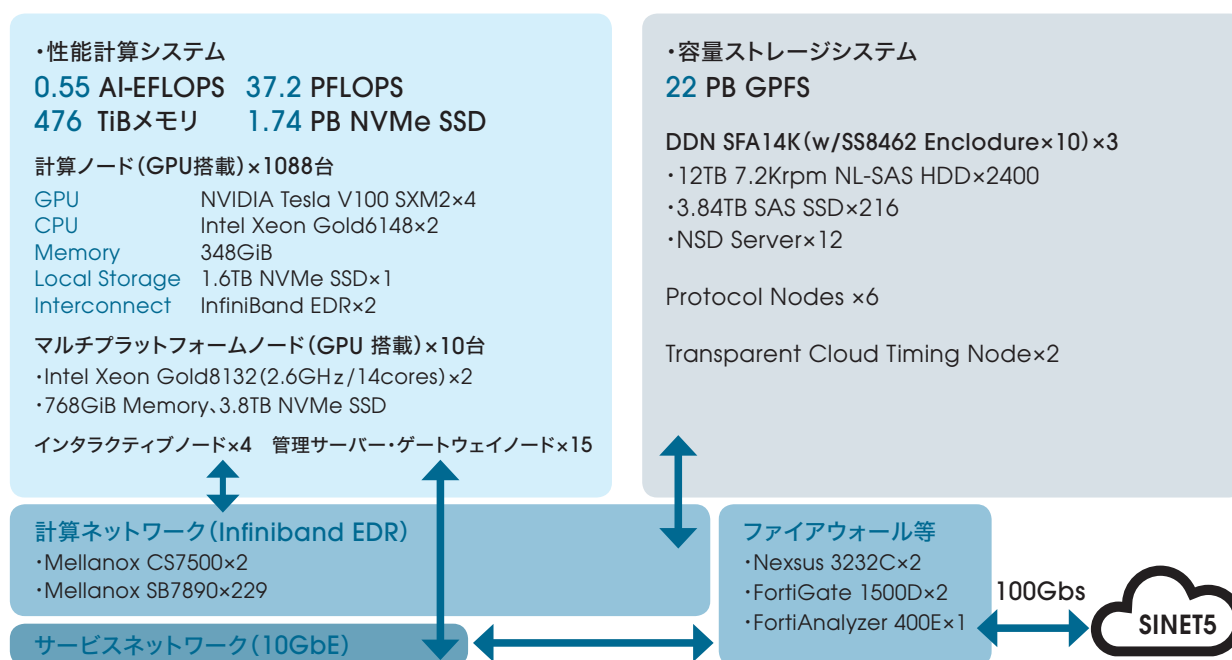 ・性能計算システム
0.55 AI-EFLOPS 37.2 PFLOPS
476 TiBメモリ 1.74 PB NVMe SSD
計算ノード(GPU搭載)×1088台
GPU NVIDIA Tesla V100 SXM2×4
CPU Intel Xeon Gold6148×2
Memory 348GiB
Local Storage 1.6TB NVMe SSD×1
Interconnect InfiniBand EDR×2
マルチプラットフォームノード(GPU 搭載)×10台
・Intel Xeon Gold8132(2.6GHz/14cores)×2
・768GiB Memory、3.8TB NVMe SSD
インタラクティブノード×4 管理サーバー・ゲートウェイノード×15
・容量ストレージシステム
22 PB GPFS
DDN SFA14K(w/SS8462 Enclodure×10)×3
・12TB 7.2Krpm NL-SAS HDD×2400
・3.84TB SAS SSD×216
・NSD Server×12
Protocol Nodes ×6
Transparent Cloud Timing Node×2
計算ネットワーク(Infiniband EDR)
・Mellanox CS7500×2
・Mellanox SB7890×229
サービスネットワーク(10GbE)
ファイアウォール等
・Nexsus 3232C×2
・FortiGate 1500D×2
・FortiAnalyzer 400E×1
100Gbs
SINET5